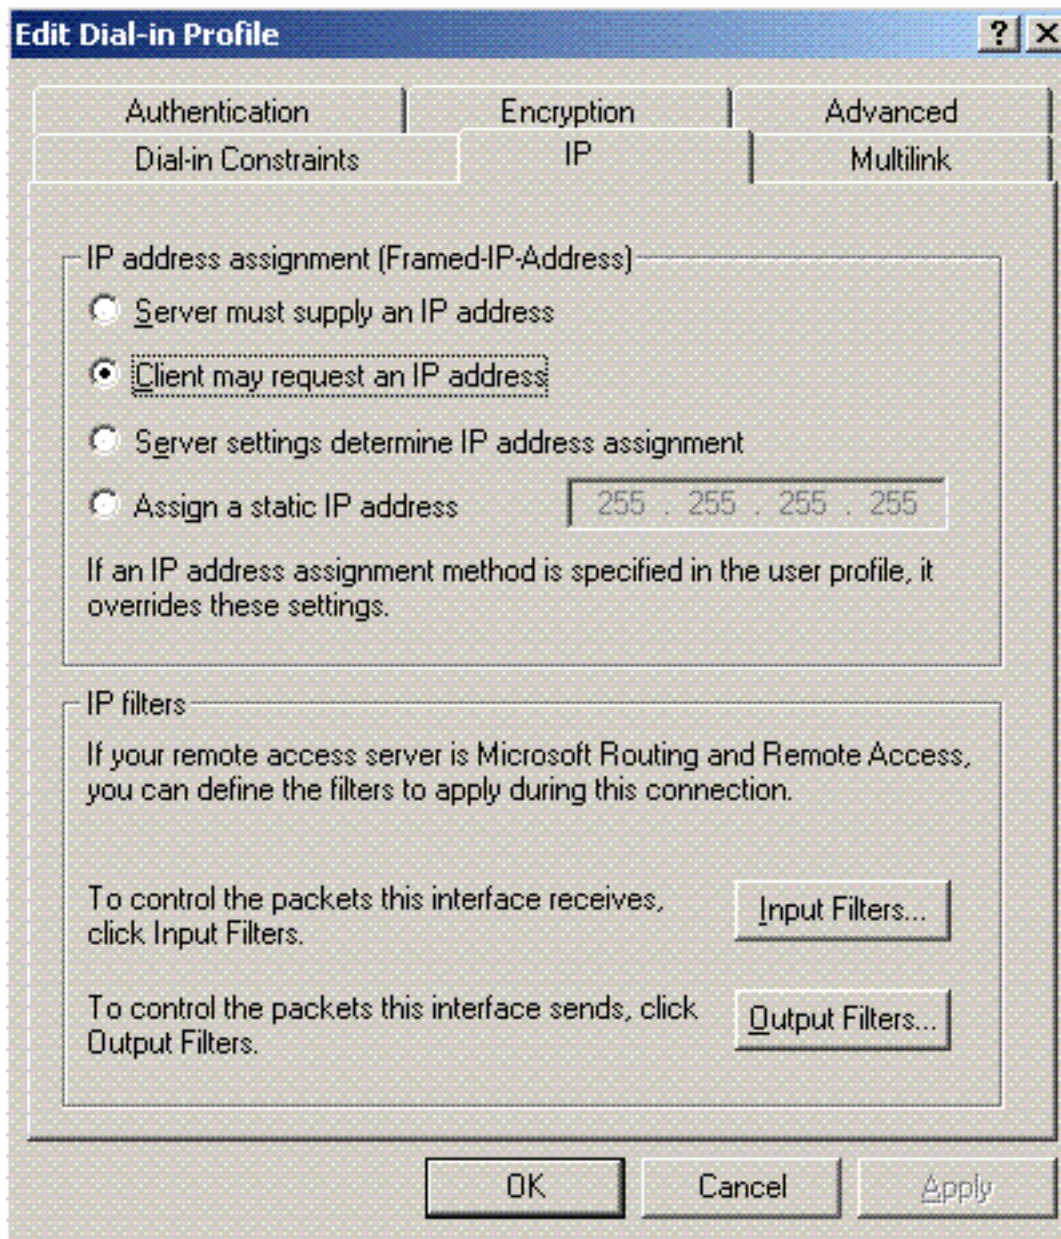 Edit Dial-in Profile
Authentication
Encryption
Advanced
Dial-in Constraints
IP
Multilink
IP address assignment (Framed-IP-Address)
Server must supply an IP address
Client may request an IP address
Server settings determine IP address assignment
Assign a static IP address
255 . 255 . 255 . 255
If an IP address assignment method is specified in the user profile, it
overrides these settings.
IP filters
If your remote access server is Microsoft Routing and Remote Access,
you can define the filters to apply during this connection.
To control the packets this interface receives,
click Input Filters.
Input Filters...
To control the packets this interface sends, click
Output Filters.
Output Filters...
OK
Cancel
Apply